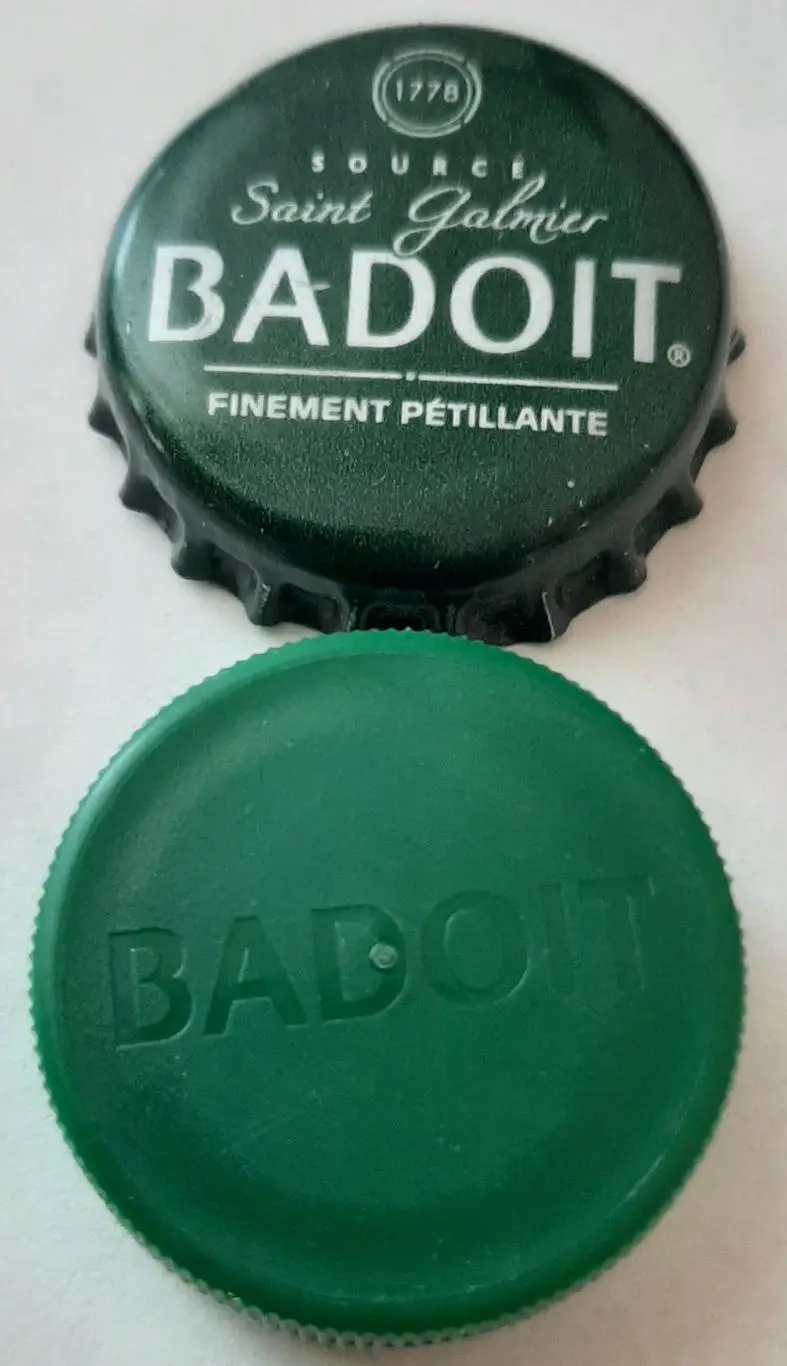 1778
SOURCE
Saint Galmier
BADOIT®
FINEMENT PÉTILLANTE
BADOIT